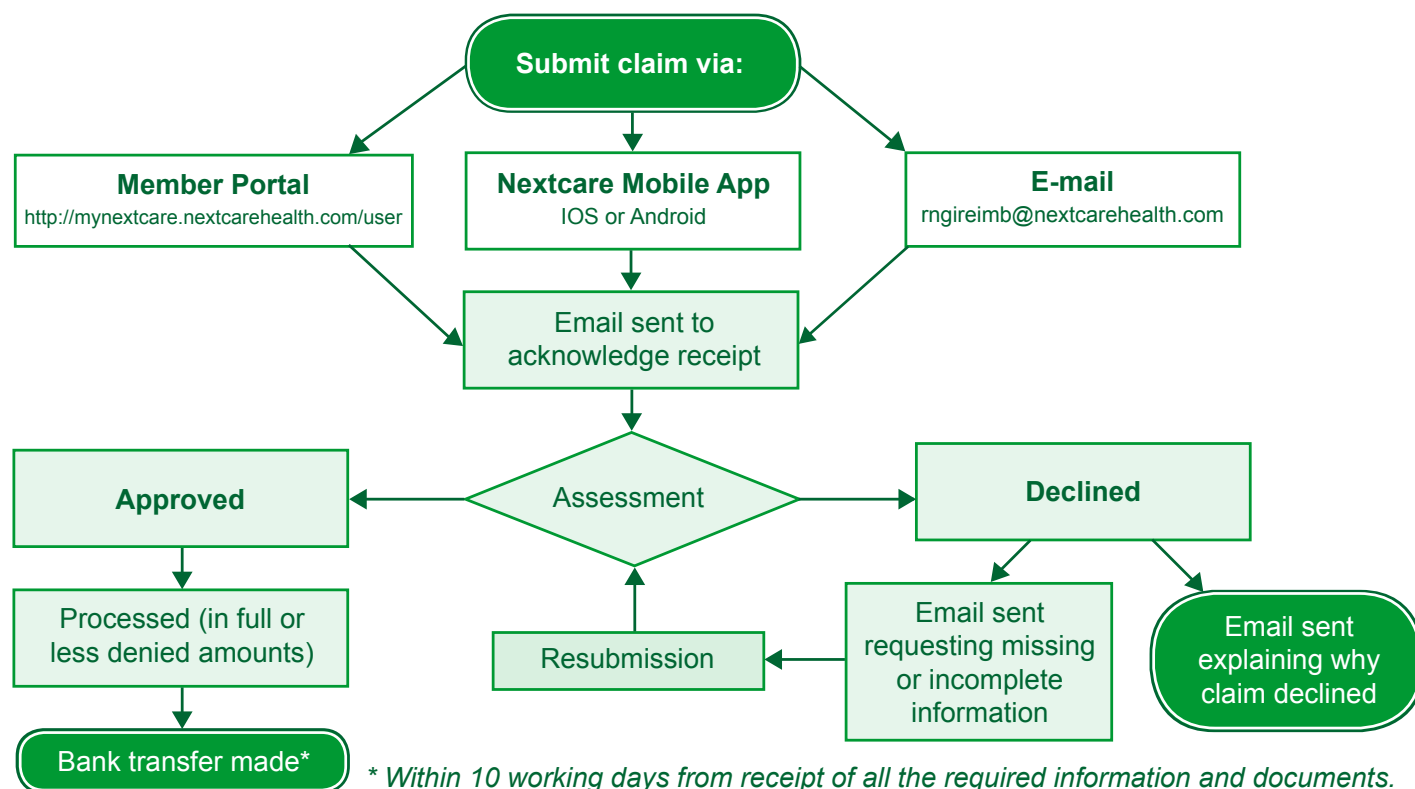 Submit claim via:
Member Portal
http://mynextcare.nextcarehealth.com/user
Nextcare Mobile App
IOS or Android
E-mail
rngireimb@nextcarehealth.com
Email sent to
acknowledge receipt
Approved
Assessment
Declined
Processed (in full or
less denied amounts)
Resubmission
Email sent
requesting missing
or incomplete
information
Email sent
explaining why
claim declined
Bank transfer made*
* Within 10 working days from receipt of all the required information and documents.